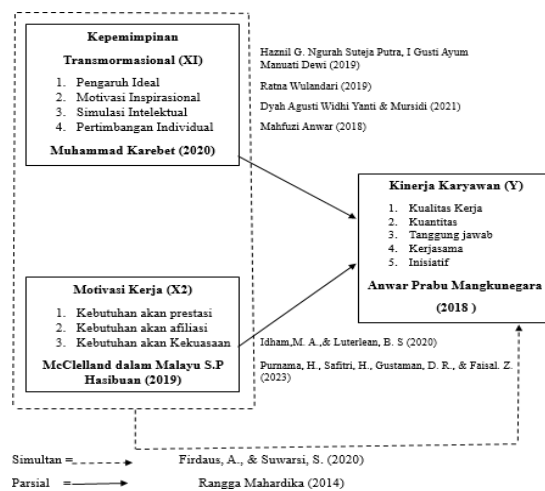 Kepemimpinan
Transmormasional (XI)
1. Pengaruh Ideal
2. Motivasi Inspirasional
3. Simulasi Intelektual
4. Pertimbangan Individual
Muhammad Karebet (2020)
Haznil G. Ngurah Suteja Putra, I Gusti Ayum
Manuati Dewi (2019)
Ratna Wulandari (2019)
Dyah Agusti Widhi Yanti & Mursidi (2021)
Mahfuzi Anwar (2018)
Kinerja Karyawan (Y)
1. Kualitas Kerja
2. Kuantitas
3. Tanggung jawab
4. Kerjasama
5. Inisiatif
Anwar Prabu Mangkunegara
(2018 )
Motivasi Kerja (X2)
1. Kebutuhan akan prestasi
2. Kebutuhan akan afiliasi
3. Kebutuhan akan Kekuasaan
McClelland dalam Malayu S.P
Hasibuan (2019)
Idham,M. A.,& Luterlean, B. S (2020)
Purnama, H., Safitri, H., Gustaman, D. R., & Faisal. Z.
(2023)
Simultan = Firdaus, A., & Suwarsi, S. (2020)
Parsial = Rangga Mahardika (2014)